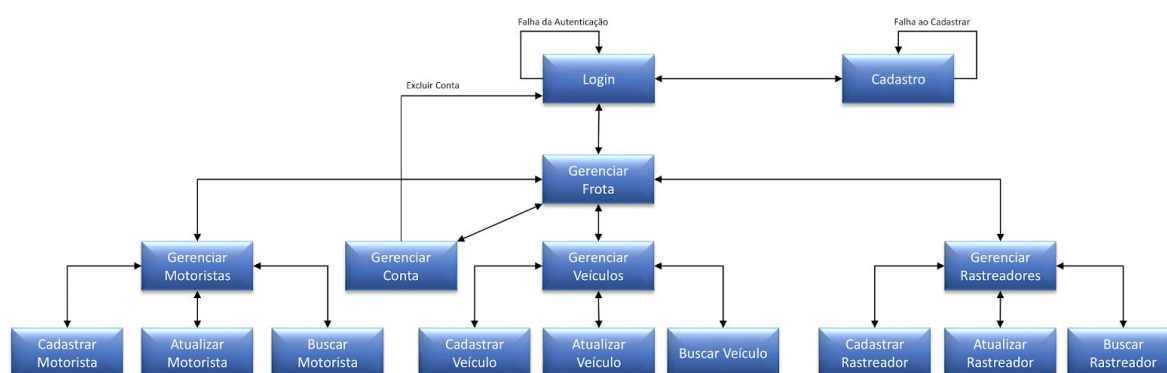 Falha da Autenticação
Falha ao Cadastrar
Login
Cadastro
Excluir Conta
Gerenciar
Frota
Gerenciar
Motoristas
Gerenciar
Conta
Gerenciar
Veículos
Gerenciar
Rastreadores
Cadastrar
Motorista
Atualizar
Motorista
Buscar
Motorista
Cadastrar
Veículo
Atualizar
Veículo
Buscar Veículo
Cadastrar
Rastreador
Atualizar
Rastreador
Buscar
Rastreador